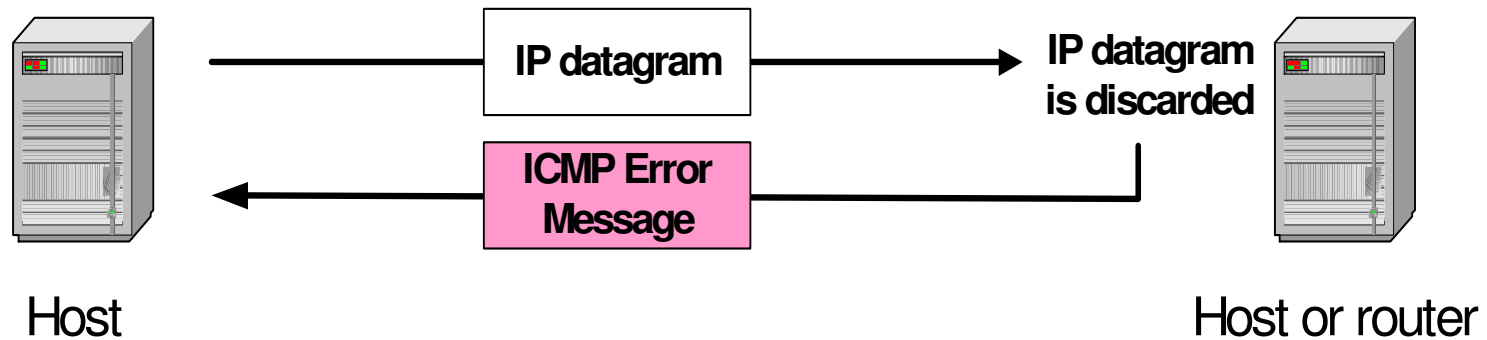 IP datagram
IP datagram
is discarded
ICMP Error
Message
Host
Host or router